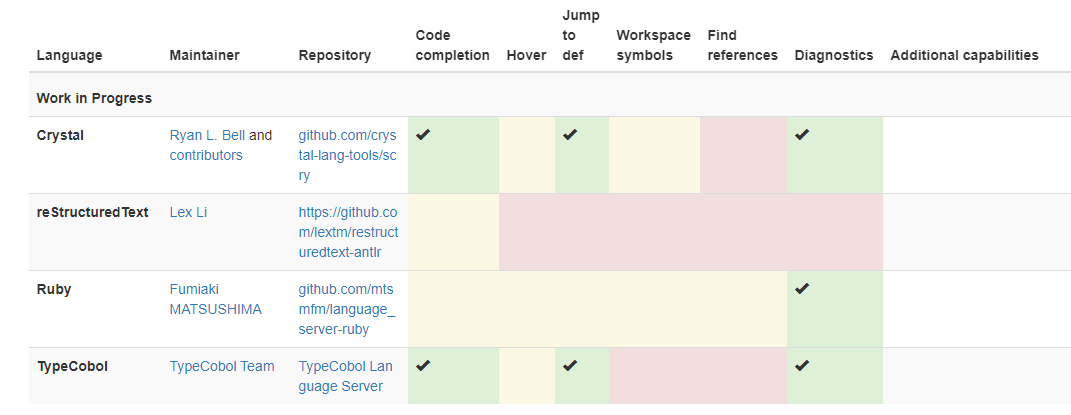 Language Maintainer Repository Code completion Hover Jump to def Workspace symbols Find references Diagnostics Additional capabilities
Work in Progress
Crystal Ryan L. Bell and contributors github.com/crystal-lang-tools/scry ✔ ✔ ✔
reStructuredText Lex Li https://github.com/lextm/restructuredtext-antlr
Ruby Fumiaki MATSUSHIMA github.com/mtsmfm/language_server-ruby ✔
TypeCobol TypeCobol Team TypeCobol Language Server ✔ ✔ ✔